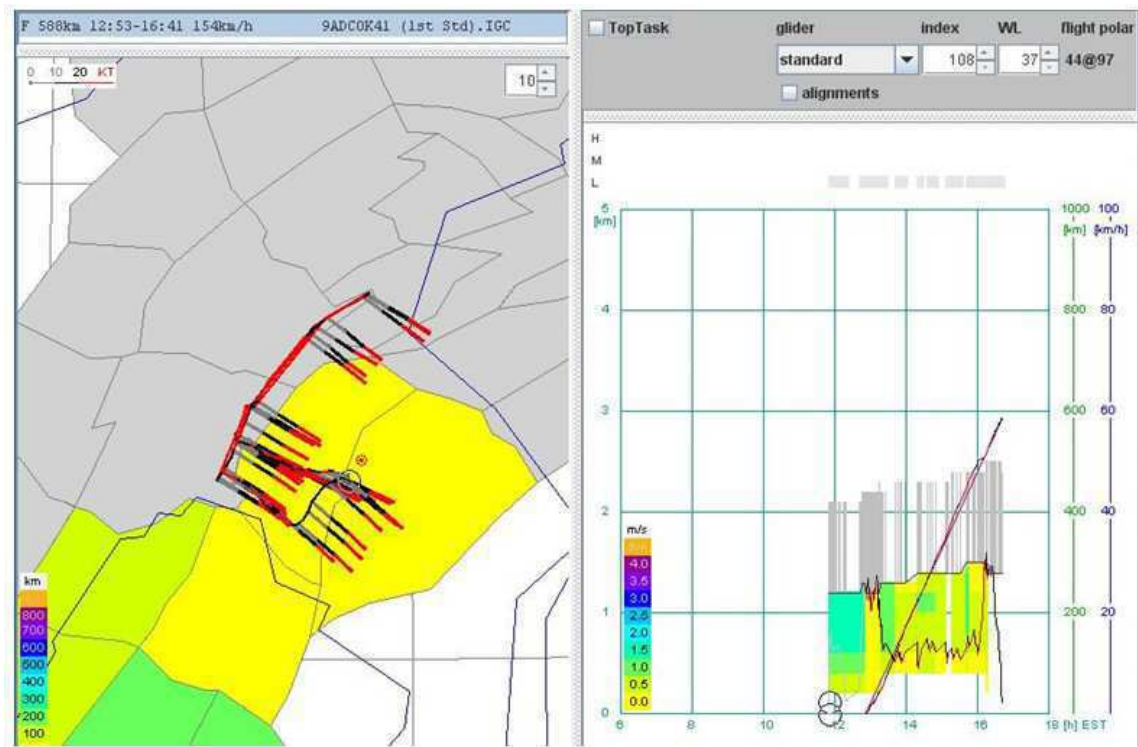 F 588km 12:53-16:41 154km/h 9ADC0K41 (1st Std).IGC
0 10 20 KT
10
km
800
700
600
500
400
300
200
100
TopTask glider index WL flight polar
standard 108 37 44@97
alignments
H
M
L
5 1000 100
[km] [km] [km/h]
4 800 80
3 600 60
2 400 40
m/s
4.0
3.5
3.0
2.5
2.0
1.5
1.0
0.5
0.0
1 200 20
0 0 0
6 8 10 12 14 16 18 [h] EST